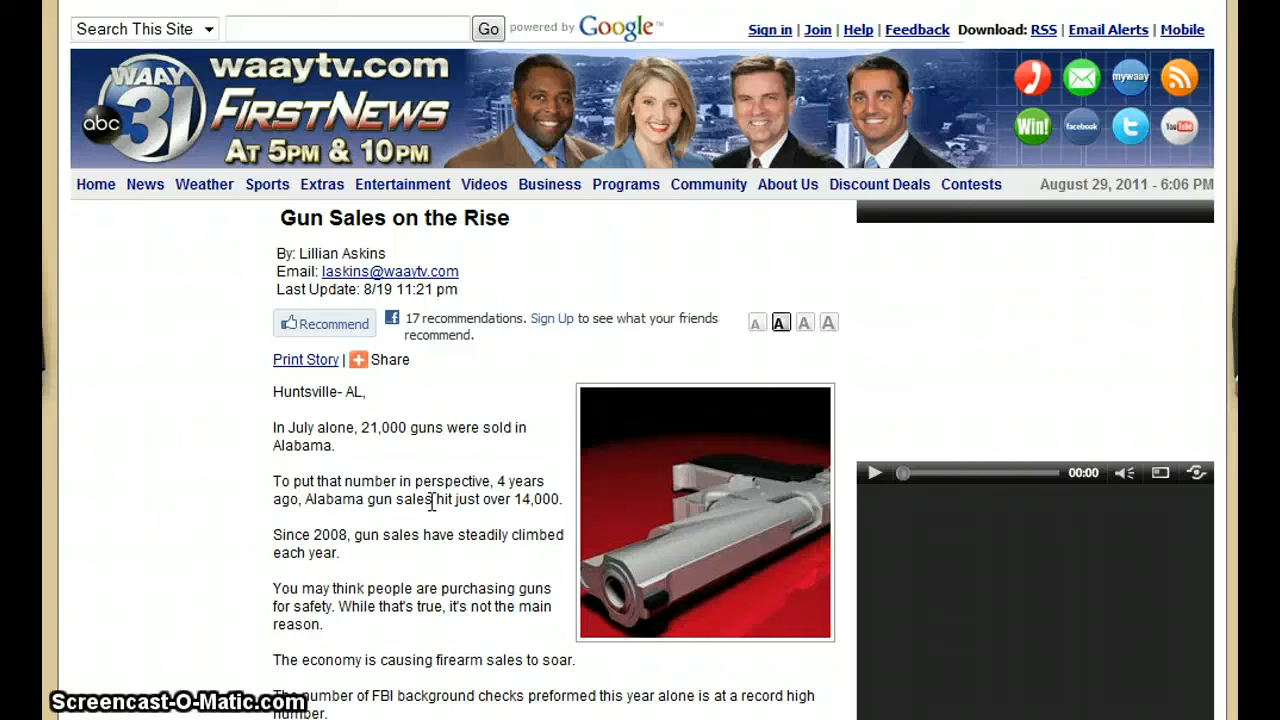 Search This Site
Go
powered by Google™
Sign in | Join | Help | Feedback Download: RSS | Email Alerts | Mobile
WAAY
abc 31
waaytv.com
FIRSTNEWS
AT 5PM & 10PM
mywaay
Win!
facebook
You Tube
Home News Weather Sports Extras Entertainment Videos Business Programs Community About Us Discount Deals Contests August 29, 2011 - 6:06 PM
Gun Sales on the Rise
By: Lillian Askins
Email: laskins@waaytv.com
Last Update: 8/19 11:21 pm
Recommend
17 recommendations. Sign Up to see what your friends
recommend.
A A A A
Print Story | Share
Huntsville- AL,
In July alone, 21,000 guns were sold in
Alabama.
To put that number in perspective, 4 years
ago, Alabama gun sales hit just over 14,000.
Since 2008, gun sales have steadily climbed
each year.
You may think people are purchasing guns
for safety. While that's true, it's not the main
reason.
The economy is causing firearm sales to soar.
The number of FBI background checks preformed this year alone is at a record high
number.
00:00
Screencast-O-Matic.com